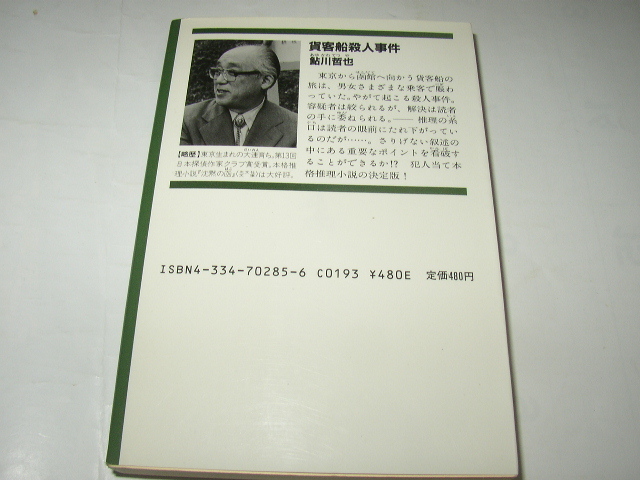 貨客船殺人事件
あゆかわてつや
鮎川哲也
東京から函館へ向かう貨客船の
旅は、男女さまざまな乗客で賑わ
っていた。やがて起こる殺人事件。
容疑者は絞られるが、解決は読者
の手に委ねられる。――推理の糸
口は読者の眼前にたれ下がってい
るのだが……。さりげない叙述の
中にある重要なポイントを看破す
ることができるか!? 犯人当て本
格推理小説の決定版！
【略歴】東京生まれの大連育ち。第13回
日本探偵作家クラブ賞受賞。本格推
理小説『沈黙の函』は大好評。
ISBN4-334-70285-6 C0193 ¥480E 定価480円